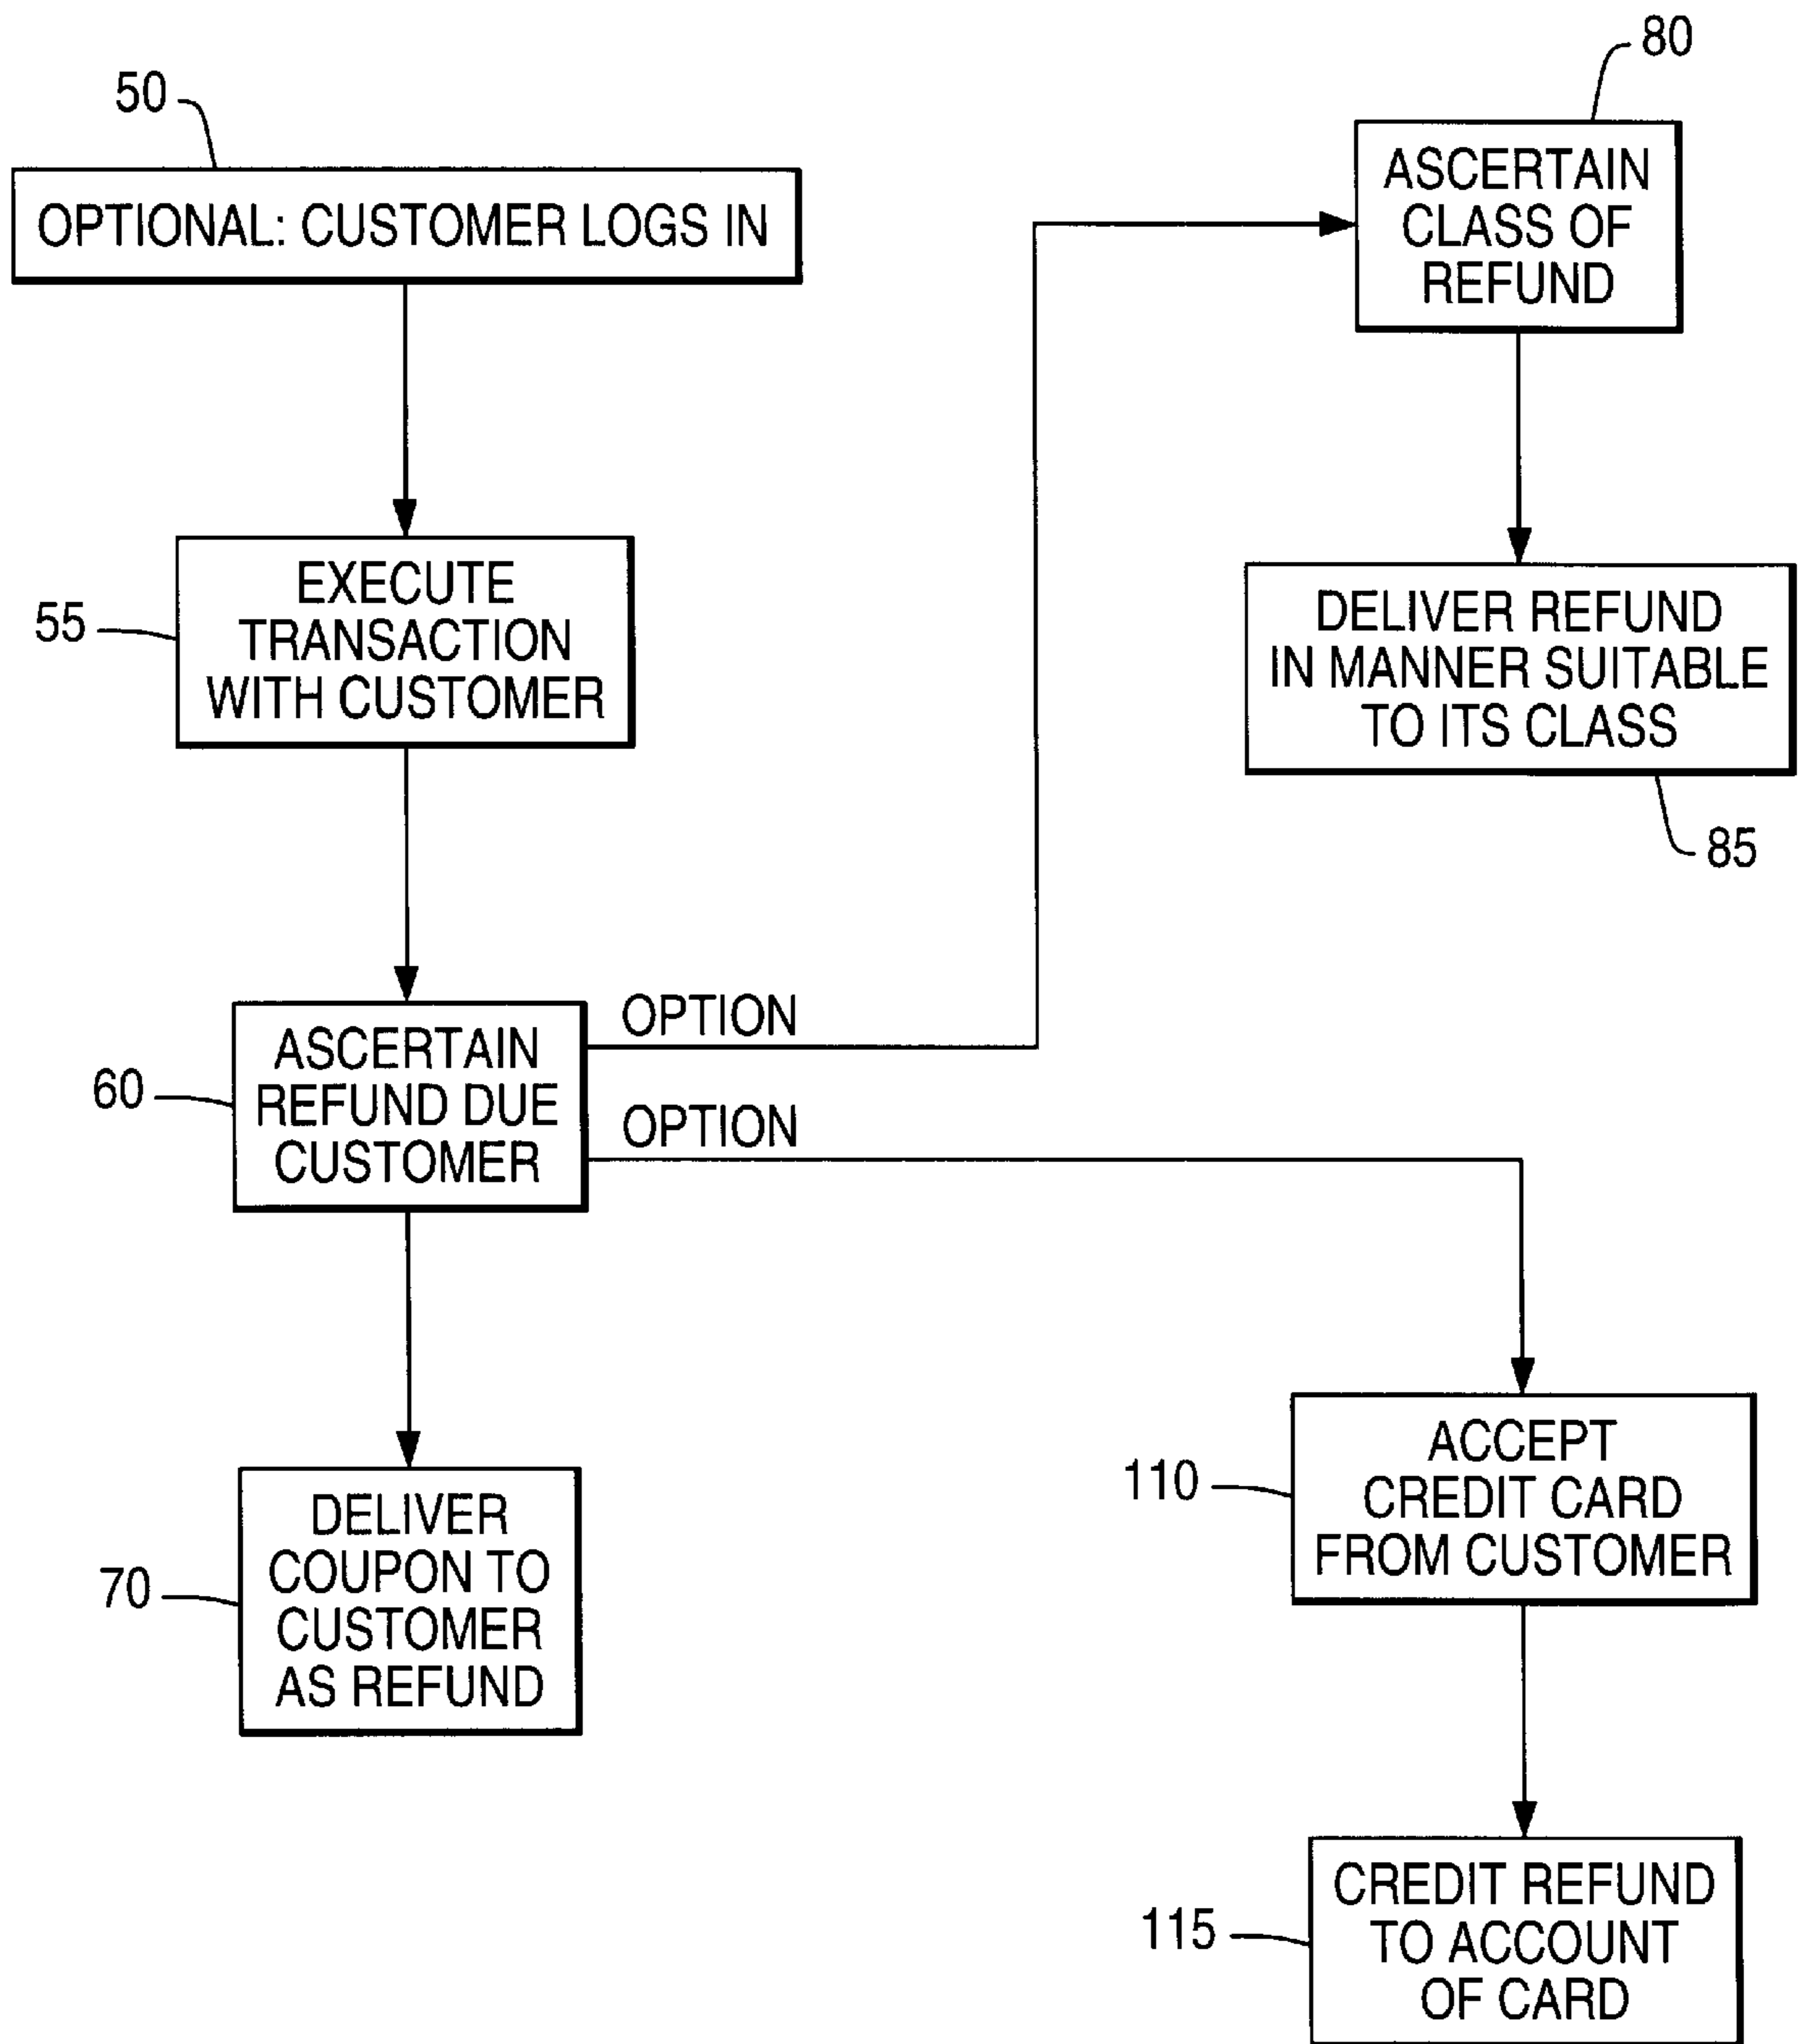 50
OPTIONAL: CUSTOMER LOGS IN
55
EXECUTE
TRANSACTION
WITH CUSTOMER
60
ASCERTAIN
REFUND DUE
CUSTOMER
OPTION
OPTION
70
DELIVER
COUPON TO
CUSTOMER
AS REFUND
80
ASCERTAIN
CLASS OF
REFUND
DELIVER REFUND
IN MANNER SUITABLE
TO ITS CLASS
85
110
ACCEPT
CREDIT CARD
FROM CUSTOMER
115
CREDIT REFUND
TO ACCOUNT
OF CARD